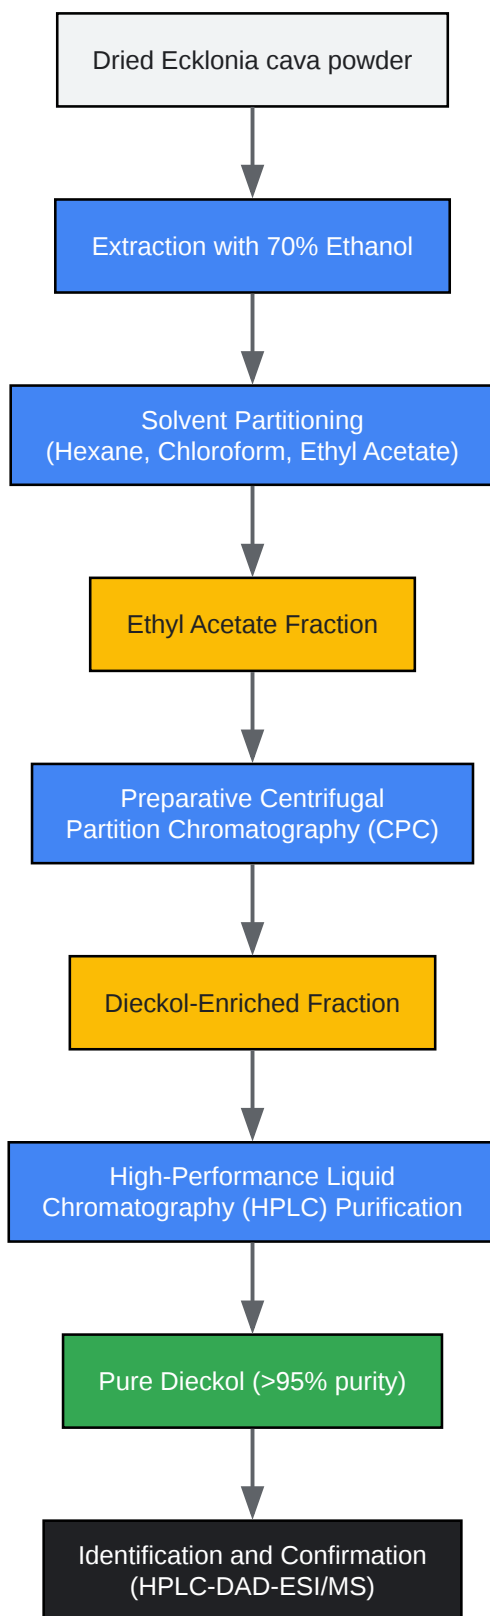 Dried Ecklonia cava powder
Extraction with 70% Ethanol
Solvent Partitioning
(Hexane, Chloroform, Ethyl Acetate)
Ethyl Acetate Fraction
Preparative Centrifugal
Partition Chromatography (CPC)
Dieckol-Enriched Fraction
High-Performance Liquid
Chromatography (HPLC) Purification
Pure Dieckol (>95% purity)
Identification and Confirmation
(HPLC-DAD-ESI/MS)